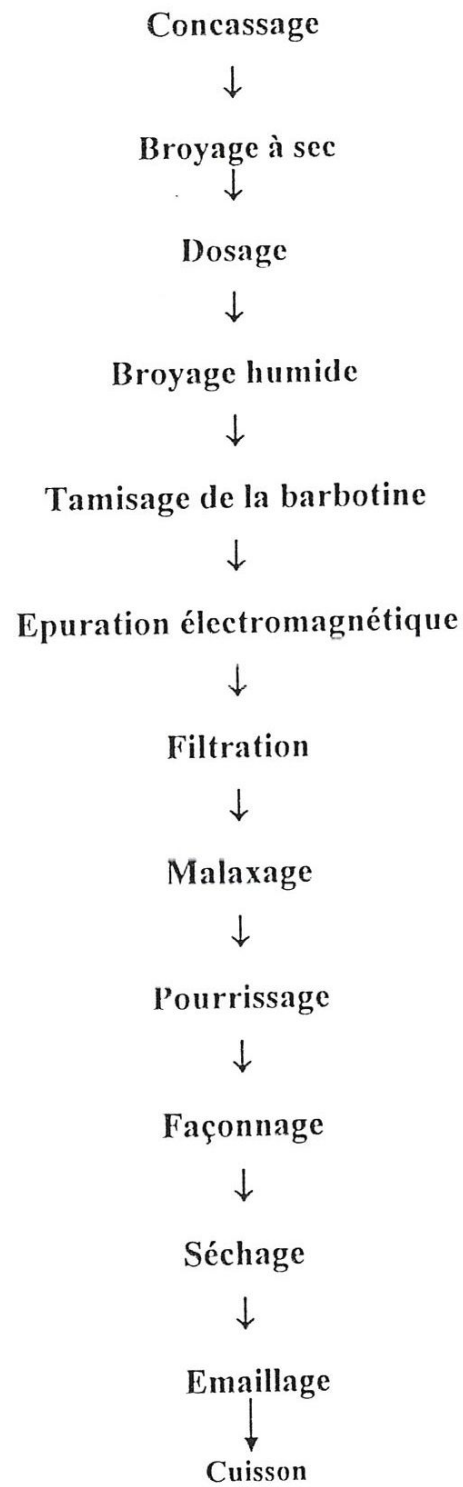 Concassage
↓
Broyage à sec
↓
Dosage
↓
Broyage humide
↓
Tamisage de la barbotine
↓
Epuration électromagnétique
↓
Filtration
↓
Malaxage
↓
Pourrissage
↓
Façonnage
↓
Séchage
↓
Emaillage
↓
Cuisson